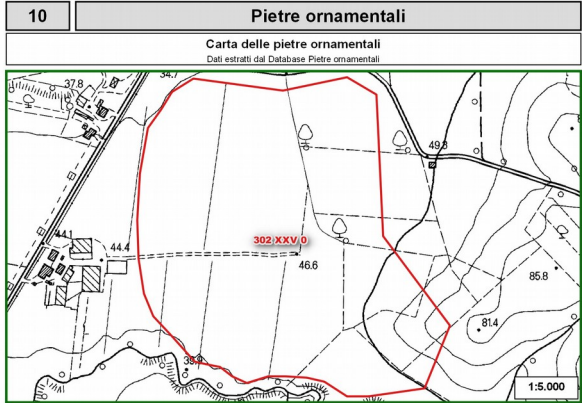 10
Pietre ornamentali
Carta delle pietre ornamentali
Dati estratti dal Database Pietre ornamentali
37.8
34.7
49.3
44.1
44.4
302 XXV 0
46.6
85.8
81.4
39.9
1:5.000